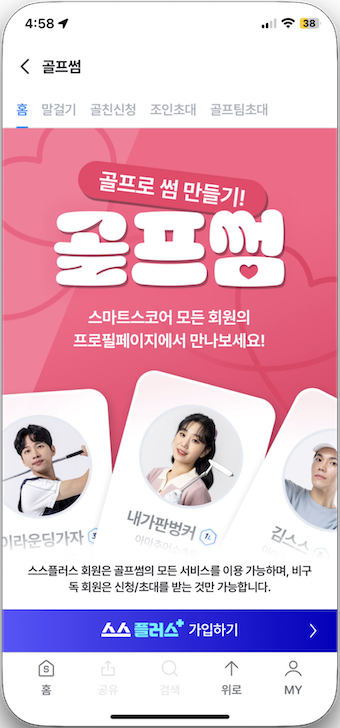 4:58
38
골프썸
홈 말걸기 골친신청 조인초대 골프팀초대
골프로 썸 만들기!
골프썸
스마트스코어 모든 회원의
프로필페이지에서 만나보세요!
이라운딩가자
내가판벙커
김스스
스스플러스 회원은 골프썸의 모든 서비스를 이용 가능하며, 비구
독 회원은 신청/초대를 받는 것만 가능합니다.
스스플러스+ 가입하기
홈 공유 검색 위로 MY